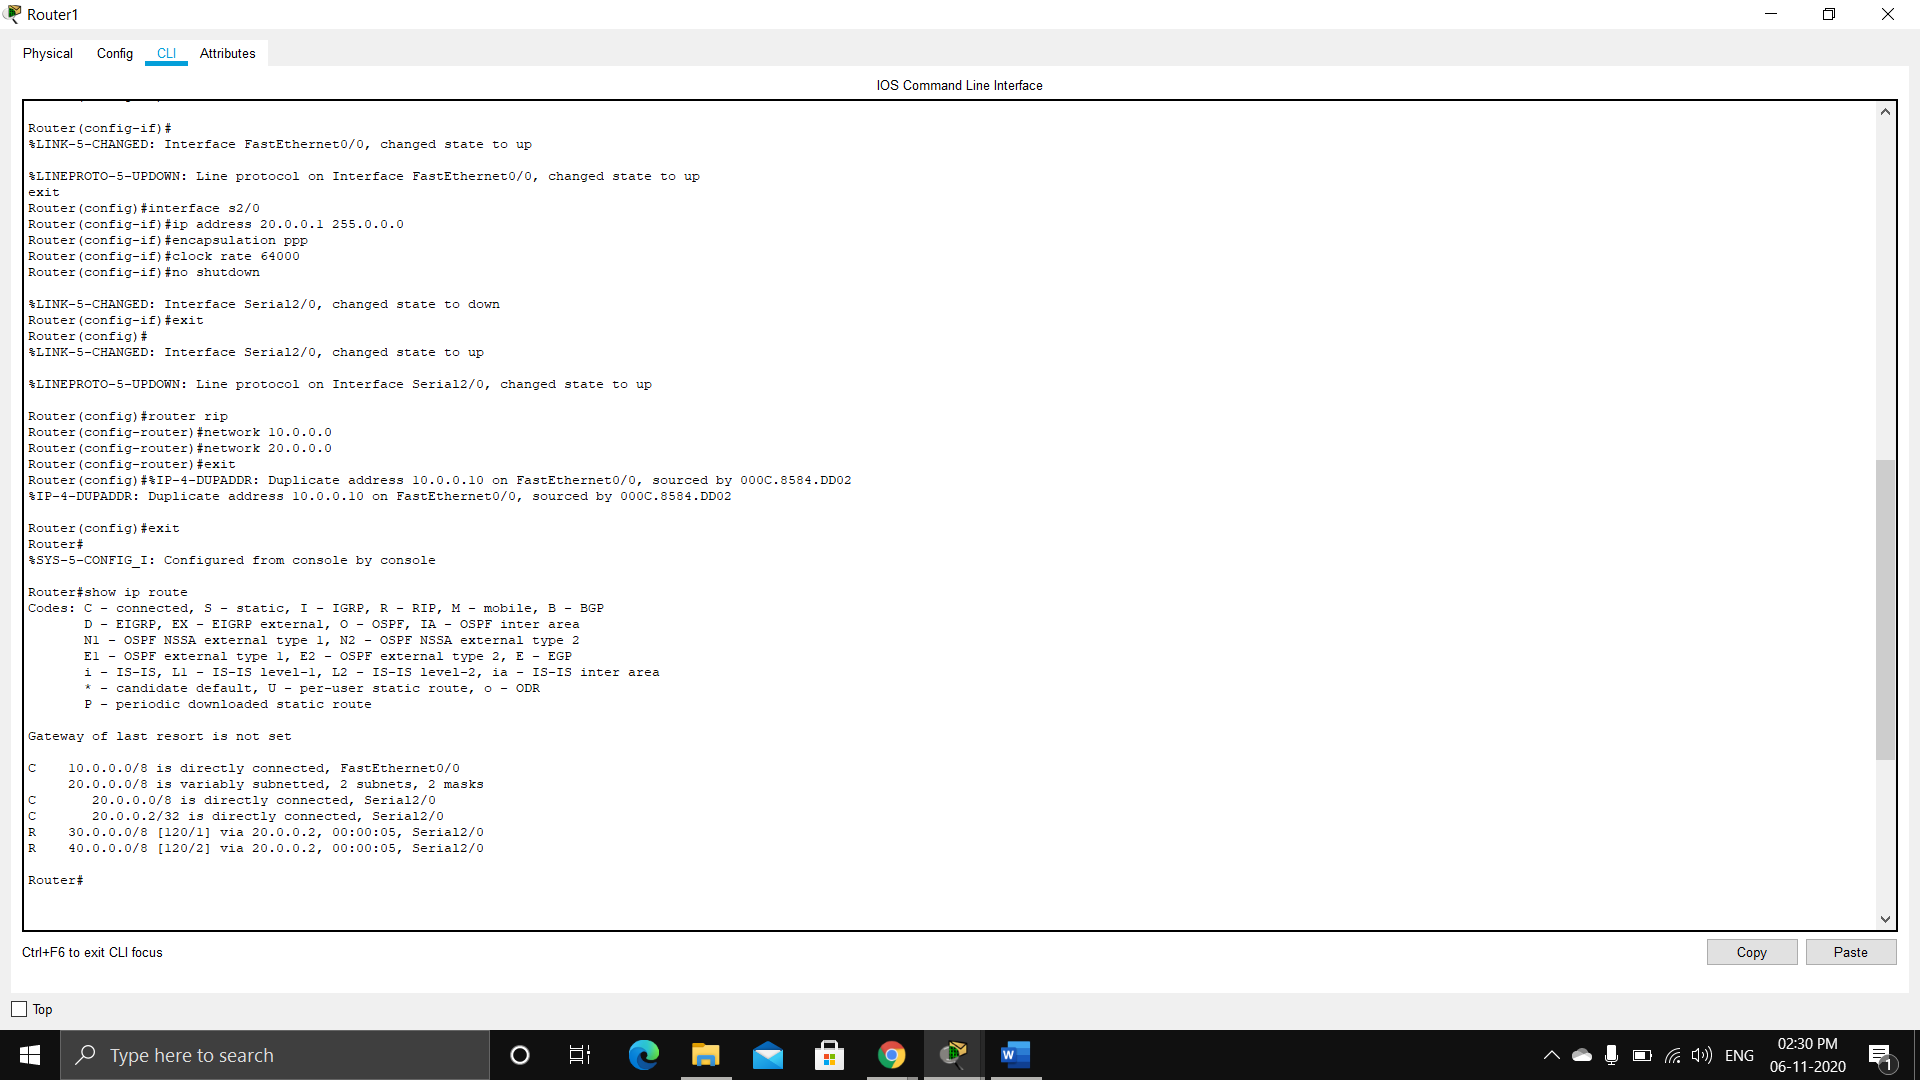 Router1
Physical Config CLI Attributes
IOS Command Line Interface
Router(config-if)#
%LINK-5-CHANGED: Interface FastEthernet0/0, changed state to up
%LINEPROTO-5-UPDOWN: Line protocol on Interface FastEthernet0/0, changed state to up
exit
Router(config)#interface s2/0
Router(config-if)#ip address 20.0.0.1 255.0.0.0
Router(config-if)#encapsulation ppp
Router(config-if)#clock rate 64000
Router(config-if)#no shutdown
%LINK-5-CHANGED: Interface Serial2/0, changed state to down
Router(config-if)#exit
Router(config)#
%LINK-5-CHANGED: Interface Serial2/0, changed state to up
%LINEPROTO-5-UPDOWN: Line protocol on Interface Serial2/0, changed state to up
Router(config)#router rip
Router(config-router)#network 10.0.0.0
Router(config-router)#network 20.0.0.0
Router(config-router)#exit
Router(config)#%IP-4-DUPADDR: Duplicate address 10.0.0.10 on FastEthernet0/0, sourced by 000C.8584.DD02
%IP-4-DUPADDR: Duplicate address 10.0.0.10 on FastEthernet0/0, sourced by 000C.8584.DD02
Router(config)#exit
Router#
%SYS-5-CONFIG_I: Configured from console by console
Router#show ip route
Codes: C - connected, S - static, I - IGRP, R - RIP, M - mobile, B - BGP
D - EIGRP, EX - EIGRP external, O - OSPF, IA - OSPF inter area
N1 - OSPF NSSA external type 1, N2 - OSPF NSSA external type 2
E1 - OSPF external type 1, E2 - OSPF external type 2, E - EGP
i - IS-IS, L1 - IS-IS level-1, L2 - IS-IS level-2, ia - IS-IS inter area
* - candidate default, U - per-user static route, o - ODR
P - periodic downloaded static route
Gateway of last resort is not set
C 10.0.0.0/8 is directly connected, FastEthernet0/0
20.0.0.0/8 is variably subnetted, 2 subnets, 2 masks
C 20.0.0.0/8 is directly connected, Serial2/0
C 20.0.0.2/32 is directly connected, Serial2/0
R 30.0.0.0/8 [120/1] via 20.0.0.2, 00:00:05, Serial2/0
R 40.0.0.0/8 [120/2] via 20.0.0.2, 00:00:05, Serial2/0
Router#
Ctrl+F6 to exit CLI focus
Copy Paste
Top
Type here to search
W
ENG
02:30 PM
06-11-2020
1